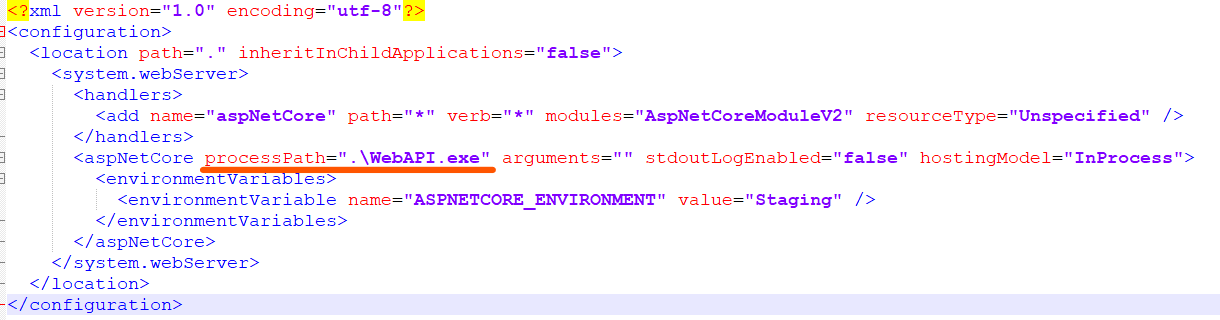 <?xml version="1.0" encoding="utf-8"?>
<configuration>
<location path="." inheritInChildApplications="false">
<system.webServer>
<handlers>
<add name="aspNetCore" path="*" verb="*" modules="AspNetCoreModuleV2" resourceType="Unspecified" />
</handlers>
<aspNetCore processPath=".\WebAPI.exe" arguments="" stdoutLogEnabled="false" hostingModel="InProcess">
<environmentVariables>
<environmentVariable name="ASPNETCORE_ENVIRONMENT" value="Staging" />
</environmentVariables>
</aspNetCore>
</system.webServer>
</location>
</configuration>